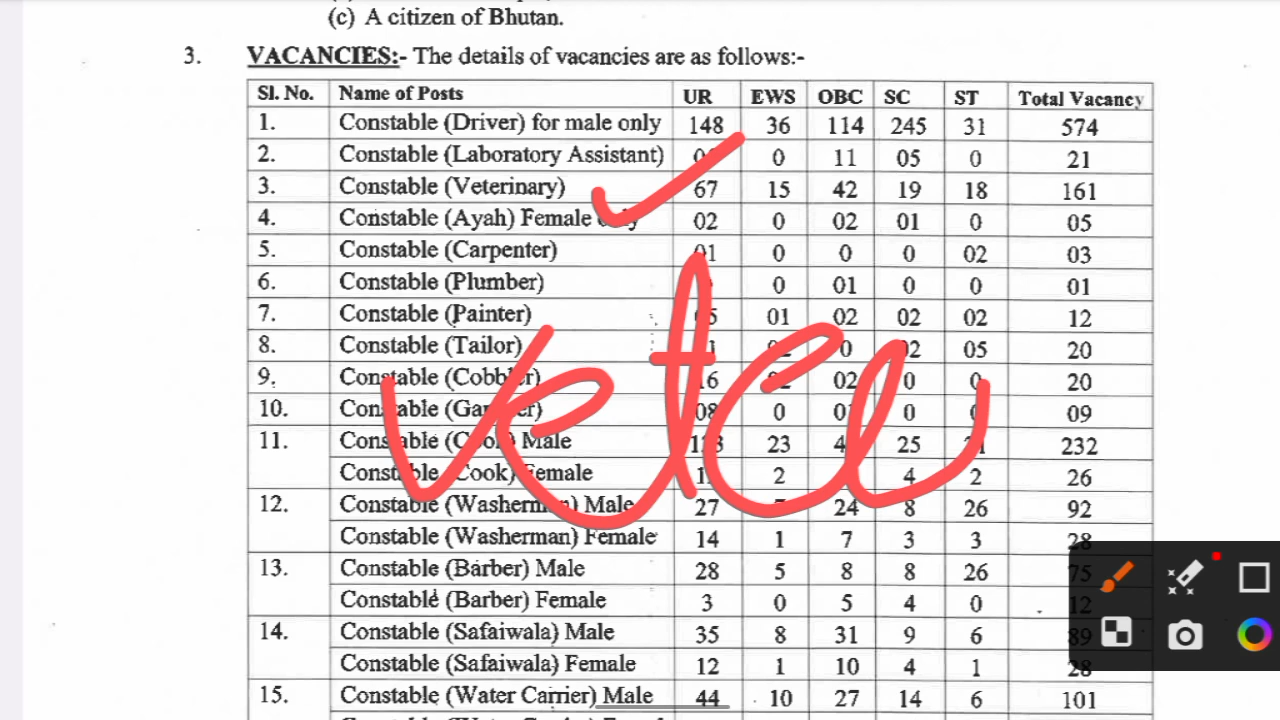 (c) A citizen of Bhutan.
3. VACANCIES:- The details of vacancies are as follows:-
Sl. No. Name of Posts UR EWS OBC SC ST Total Vacancy
1. Constable (Driver) for male only 148 36 114 245 31 574
2. Constable (Laboratory Assistant) 0 11 05 0 21
3. Constable (Veterinary) 67 15 42 19 18 161
4. Constable (Ayah) Female only 02 0 02 01 0 05
5. Constable (Carpenter) 01 0 0 0 02 03
6. Constable (Plumber) 0 01 0 0 01
7. Constable (Painter) 01 02 02 02 12
8. Constable (Tailor) 0 02 05 20
9. Constable (Cobbler) 16 02 02 0 0 20
10. Constable 08 0 0 09
11. Constable (Cook) Male 23 25 232
Constable (Cook) Female 2 4 2 26
12. Constable (Washerman) Male 27 24 8 26 92
Constable (Washerman) Female 14 1 7 3 3 28
13. Constable (Barber) Male 28 5 8 8 26 75
Constable (Barber) Female 3 0 5 4 0 12
14. Constable (Safaiwala) Male 35 8 31 9 6 89
Constable (Safaiwala) Female 12 1 10 4 1 28
15. Constable (Water Carrier) Male 44 10 27 14 6 101